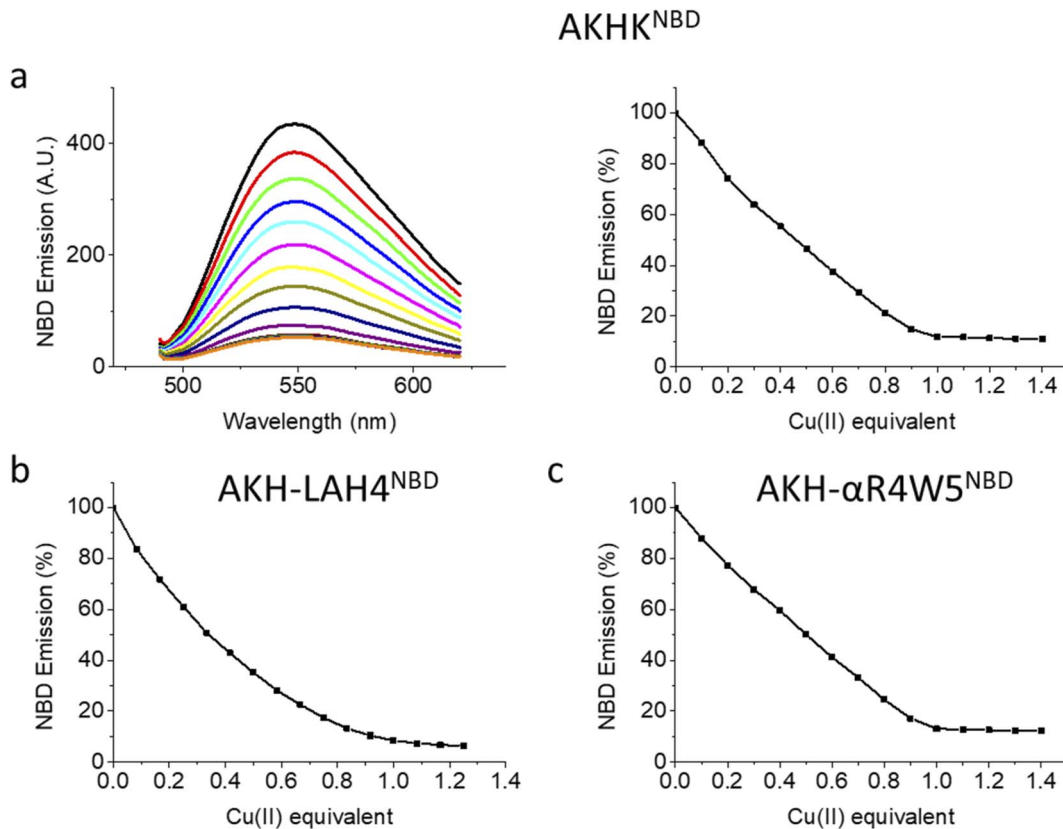 AKHK^NBD
a
NBD Emission (A.U.)
400
200
0
500 550 600
Wavelength (nm)
NBD Emission (%)
100
80
60
40
20
0
0.0 0.2 0.4 0.6 0.8 1.0 1.2 1.4
Cu(II) equivalent
b
AKH-LAH4^NBD
NBD Emission (%)
100
80
60
40
20
0
0.0 0.2 0.4 0.6 0.8 1.0 1.2 1.4
Cu(II) equivalent
c
AKH-αR4W5^NBD
NBD Emission (%)
100
80
60
40
20
0
0.0 0.2 0.4 0.6 0.8 1.0 1.2 1.4
Cu(II) equivalent